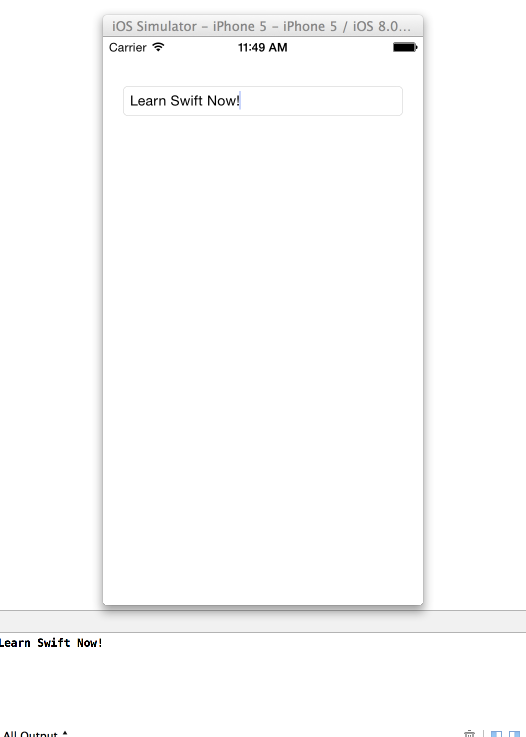 iOS Simulator – iPhone 5 – iPhone 5 / iOS 8.0...
Carrier 11:49 AM
Learn Swift Now!
Learn Swift Now!
All Output